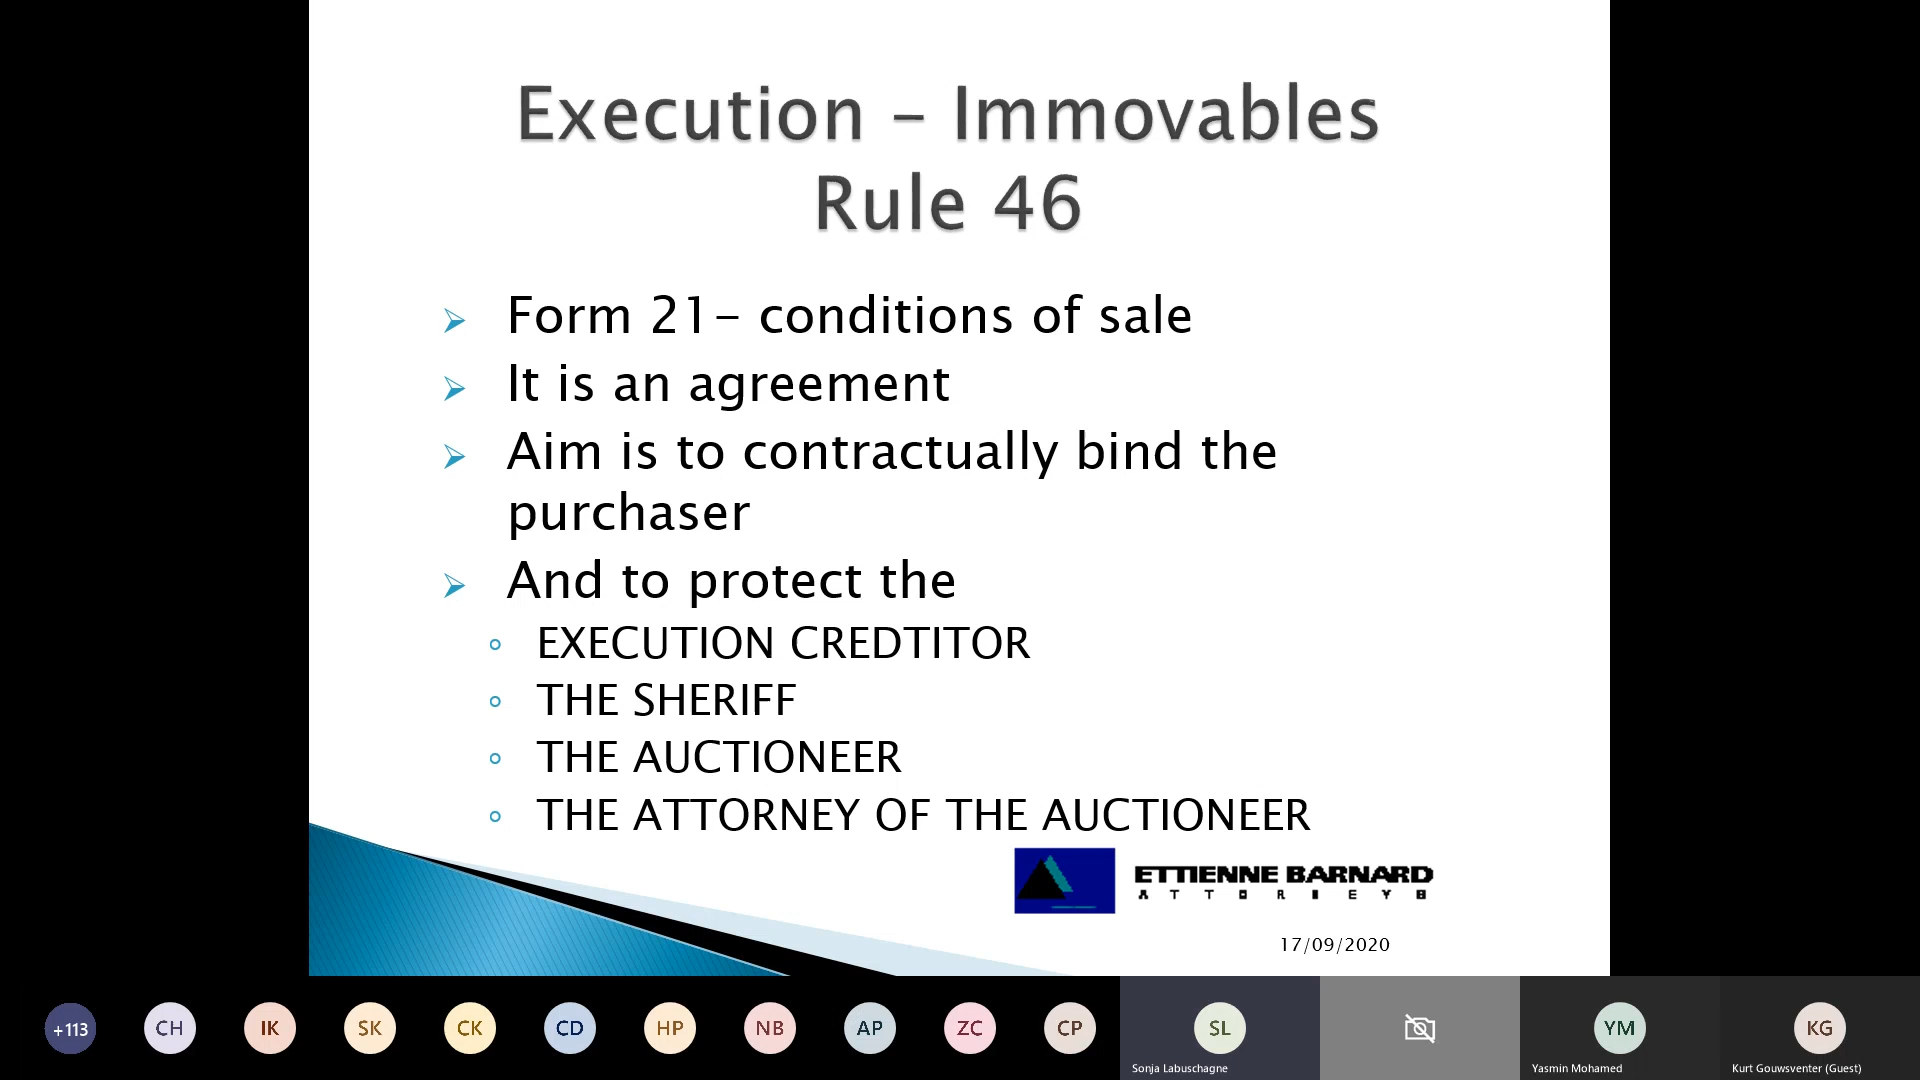 Execution – Immovables
Rule 46
Form 21– conditions of sale
It is an agreement
Aim is to contractually bind the
purchaser
And to protect the
EXECUTION CREDTITOR
THE SHERIFF
THE AUCTIONEER
THE ATTORNEY OF THE AUCTIONEER
ETTIENNE BARNARD
ATTORNEYS
17/09/2020
+113 CH IK SK CK CD HP NB AP ZC CP SL YM KG
Sonja Labuschagne Yasmin Mohamed Kurt Gouwsventer (Guest)